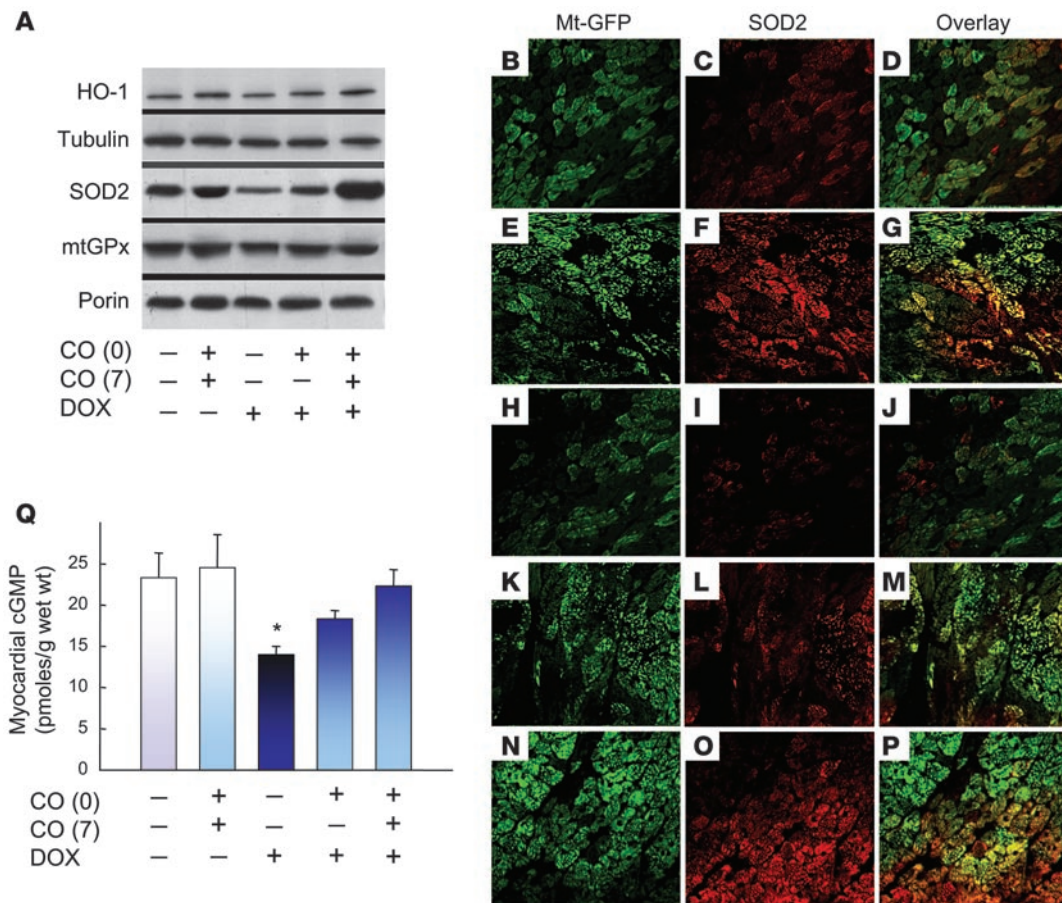 A
HO-1
Tubulin
SOD2
mtGPx
Porin
CO (0) – + – + +
CO (7) – + – – +
DOX – – + + +
Q
Myocardial cGMP
(pmoles/g wet wt)
25
20
15
10
5
0
*
CO (0) – + – + +
CO (7) – + – – +
DOX – – + + +
Mt-GFP SOD2 Overlay
B C D
E F G
H I J
K L M
N O P